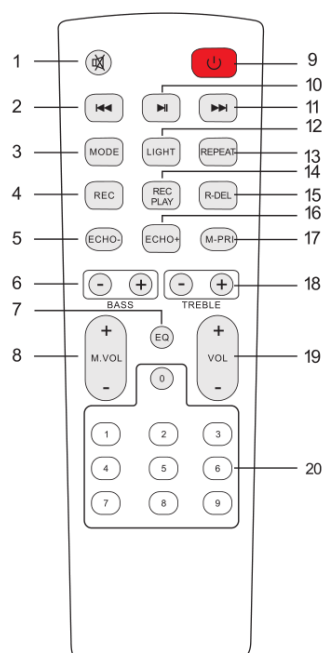 1 9
10
2 11
12
3 MODE LIGHT REPEAT 13
14
4 REC REC PLAY R-DEL 15
16
5 ECHO- ECHO+ M-PRI 17
6 - + - + 18
BASS TREBLE
7 EQ
8 + M.VOL - + VOL - 19
0
1 2 3
4 5 6 20
7 8 9